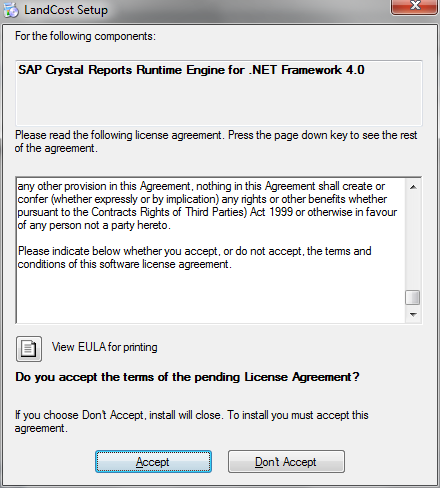 LandCost Setup
For the following components:
SAP Crystal Reports Runtime Engine for .NET Framework 4.0
Please read the following license agreement. Press the page down key to see the rest
of the agreement.
any other provision in this Agreement, nothing in this Agreement shall create or
confer (whether expressly or by implication) any rights or other benefits whether
pursuant to the Contracts Rights of Third Parties) Act 1999 or otherwise in favour
of any person not a party hereto.
Please indicate below whether you accept, or do not accept, the terms and
conditions of this software license agreement.
View EULA for printing
Do you accept the terms of the pending License Agreement?
If you choose Don't Accept, install will close. To install you must accept this
agreement.
Accept
Don't Accept